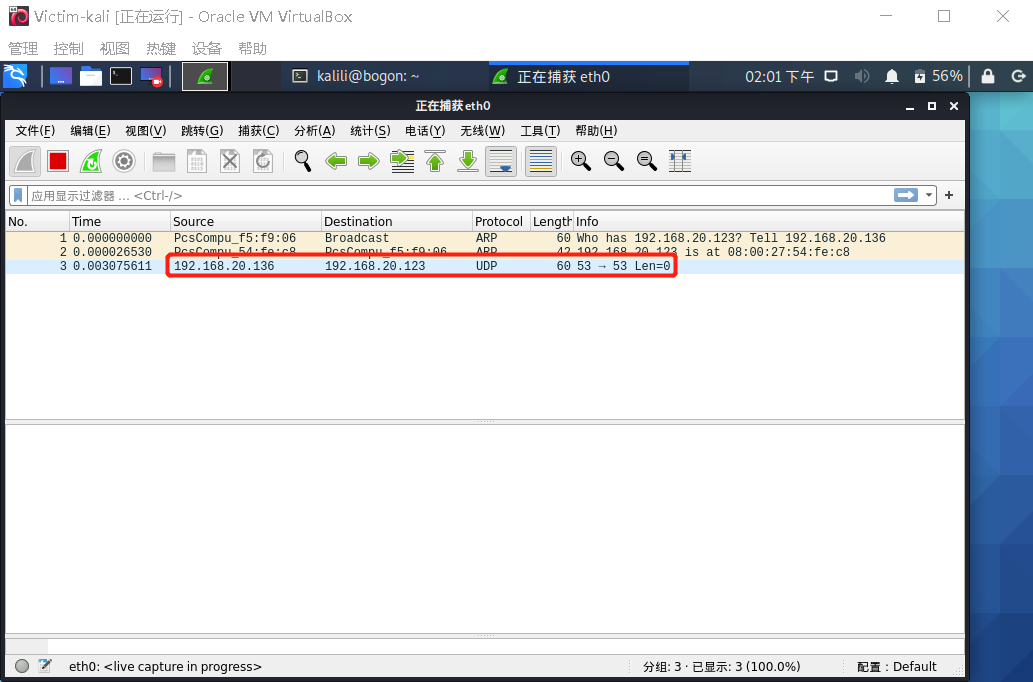 Victim-kali [正在运行] - Oracle VM VirtualBox
管理 控制 视图 热键 设备 帮助
kalili@bogon: ~ 正在捕获 eth0 02:01 下午 56%
正在捕获 eth0
文件(F) 编辑(E) 视图(V) 跳转(G) 捕获(C) 分析(A) 统计(S) 电话(Y) 无线(W) 工具(T) 帮助(H)
应用显示过滤器 … <Ctrl-/>
No. Time Source Destination Protocol Length Info
1 0.000000000 PcsCompu_f5:f9:06 Broadcast ARP 60 Who has 192.168.20.123? Tell 192.168.20.136
2 0.000026530 PcsCompu_54:fe:c8 PcsCompu_f5:f9:06 ARP 42 192.168.20.123 is at 08:00:27:54:fe:c8
3 0.003075611 192.168.20.136 192.168.20.123 UDP 60 53 → 53 Len=0
eth0: <live capture in progress> 分组: 3 · 已显示: 3 (100.0%) 配置: Default